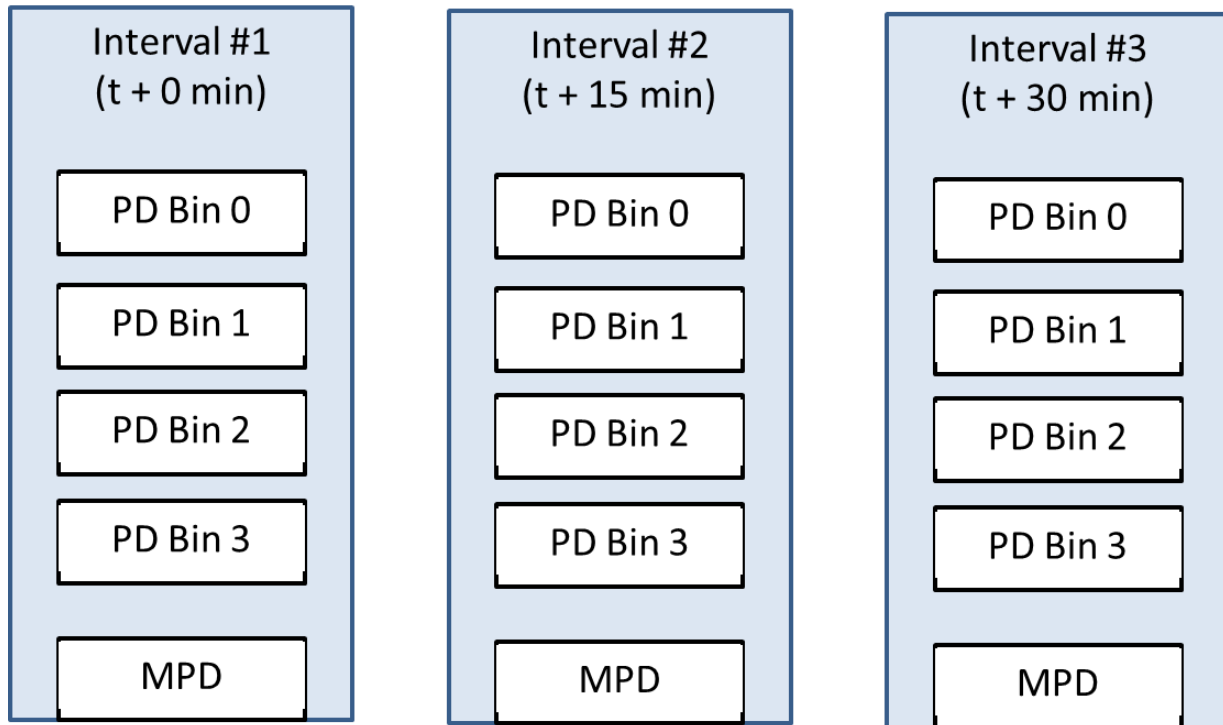 Interval #1
(t + 0 min)
PD Bin 0
PD Bin 1
PD Bin 2
PD Bin 3
MPD
Interval #2
(t + 15 min)
PD Bin 0
PD Bin 1
PD Bin 2
PD Bin 3
MPD
Interval #3
(t + 30 min)
PD Bin 0
PD Bin 1
PD Bin 2
PD Bin 3
MPD